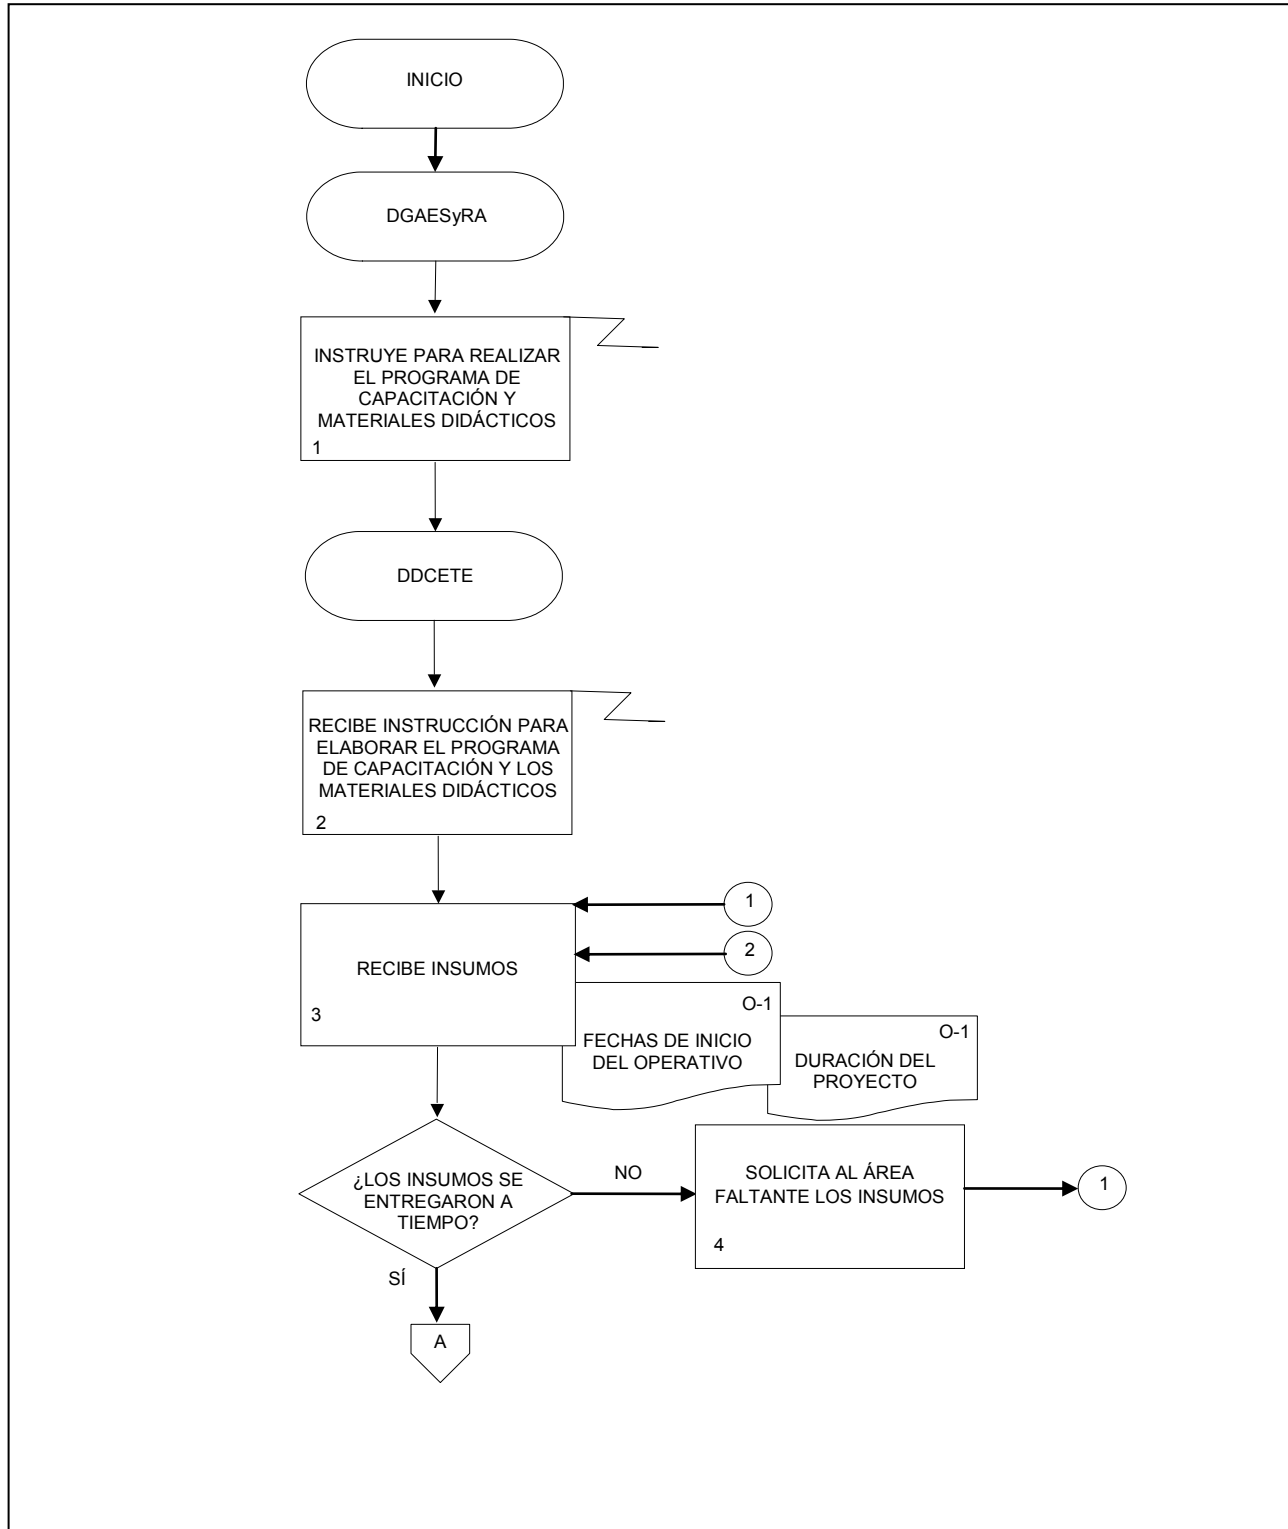 INICIO
DGAESyRA
INSTRUYE PARA REALIZAR
EL PROGRAMA DE
CAPACITACIÓN Y
MATERIALES DIDÁCTICOS
1
DDCETE
RECIBE INSTRUCCIÓN PARA
ELABORAR EL PROGRAMA
DE CAPACITACIÓN Y LOS
MATERIALES DIDÁCTICOS
2
1
2
RECIBE INSUMOS
3
O-1
FECHAS DE INICIO
DEL OPERATIVO
O-1
DURACIÓN DEL
PROYECTO
¿LOS INSUMOS SE
ENTREGARON A
TIEMPO?
NO
SOLICITA AL ÁREA
FALTANTE LOS INSUMOS
4
1
SÍ
A